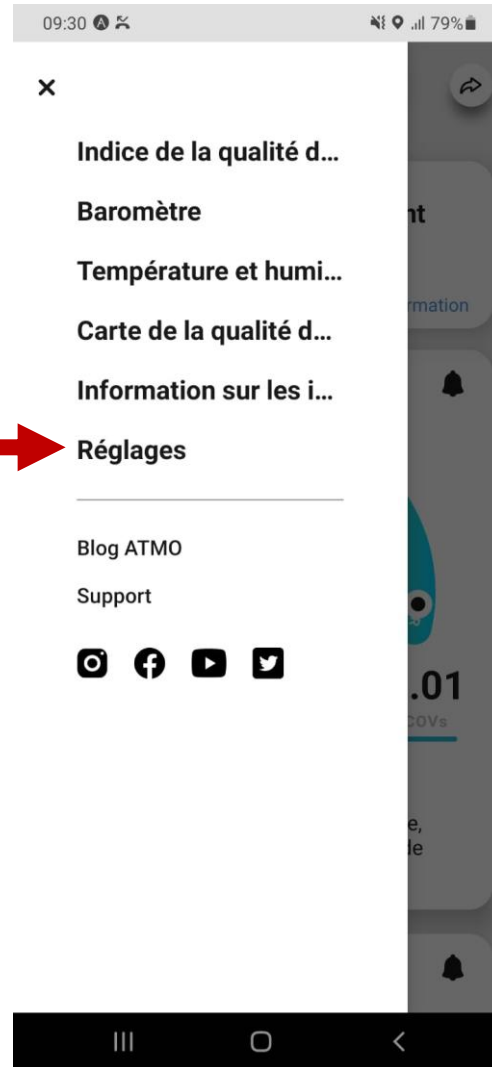 09:30 79%
Indice de la qualité d...
Baromètre
nt
Température et humi...
rmation
Carte de la qualité d...
Information sur les i...
Réglages
Blog ATMO
Support
.01
COVs
e,
de